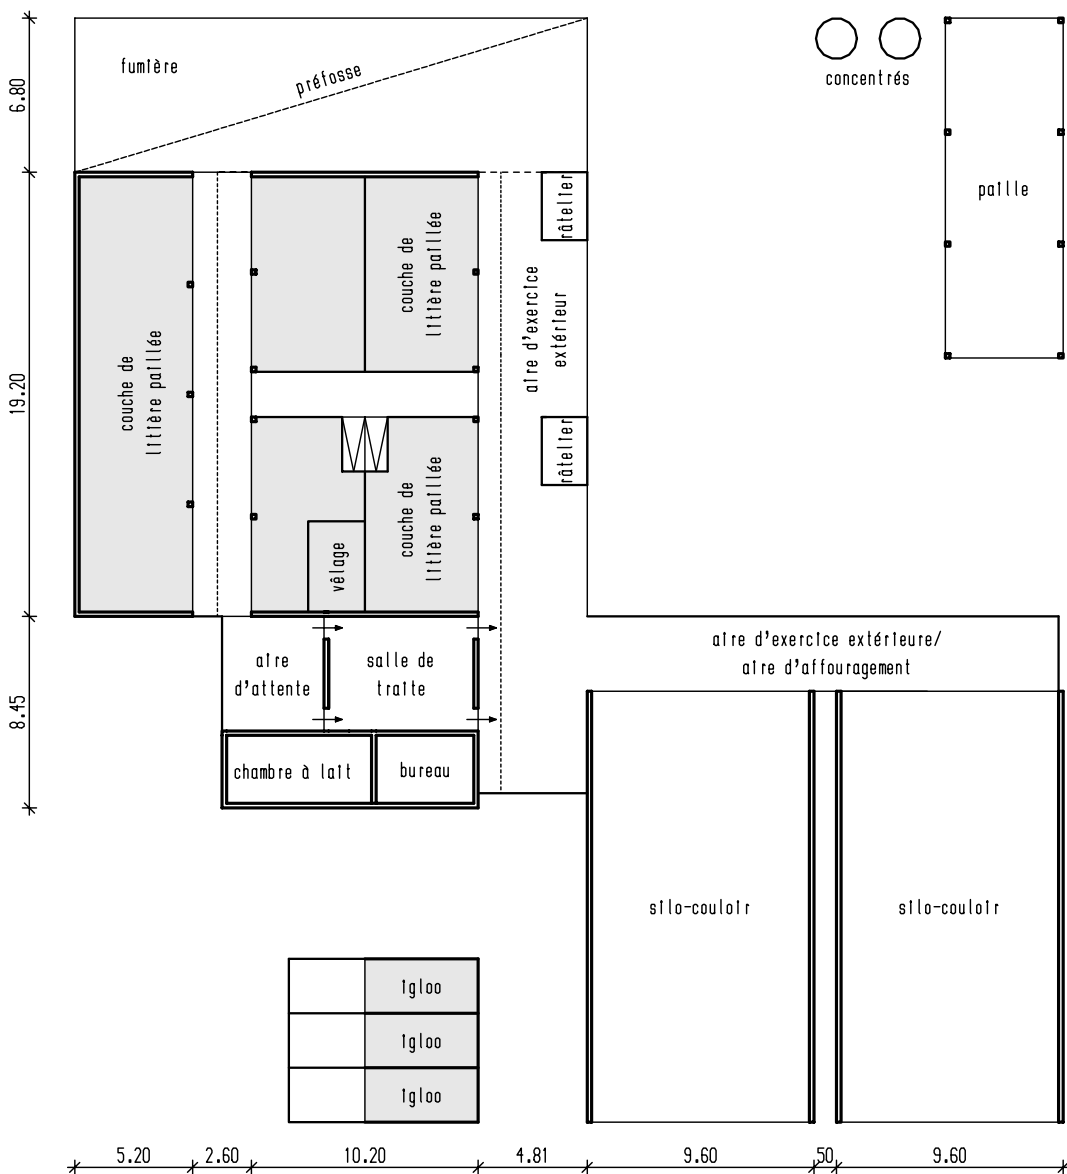 fumière
préfosse
concentrés
paille
6.80
râtelier
couche de
littière paillée
aire d'exercice
extérieur
couche de
littière paillée
19.20
râtelier
couche de
littière paillée
vêlage
aire d'exercice extérieure/
aire d'affouragement
aire
d'attente
salle de
traite
8.45
chambre à lait
bureau
silo-couloir
silo-couloir
igloo
igloo
igloo
5.20
2.60
10.20
4.81
9.60
50
9.60